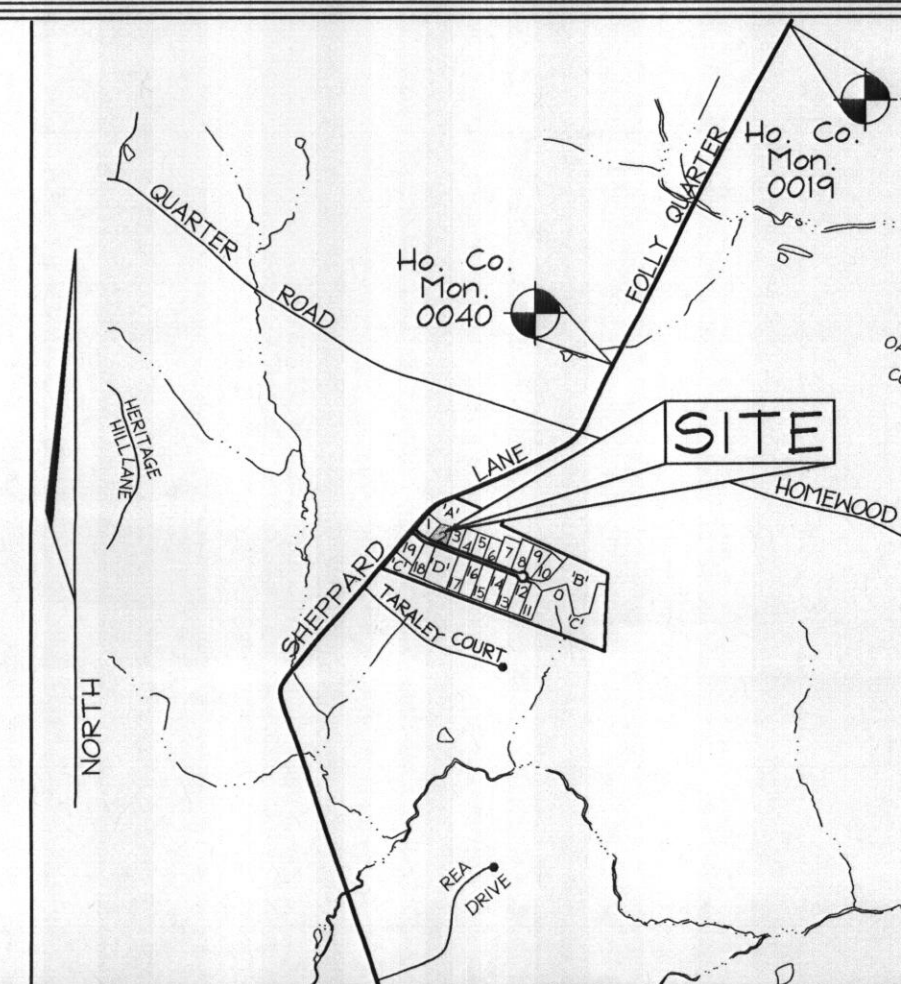 Ho. Co.
Mon.
0019
FOLLY QUARTER
QUARTER ROAD
Ho. Co.
Mon.
0040
HERITAGE
HILL LANE
SITE
LANE
HOMEWOOD
'A'
1
2
3
4
5
6
7
8
9
10
'B'
19
'C'
18
'D'
17
16
15
14
13
12
11
'C'
SHEPPARD
TARALEY COURT
NORTH
REA
DRIVE